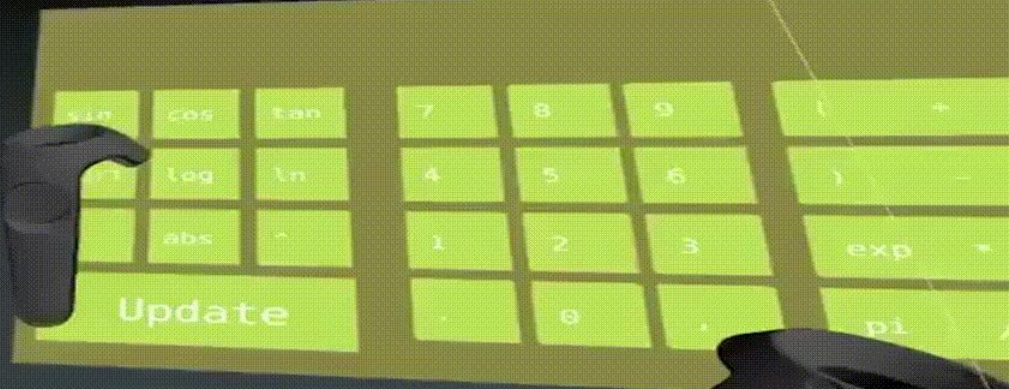 sin cos tan 7 8 9 ( +
log ln 4 5 6 ) -
abs ^ 1 2 3 exp *
Update . 0 , pi /